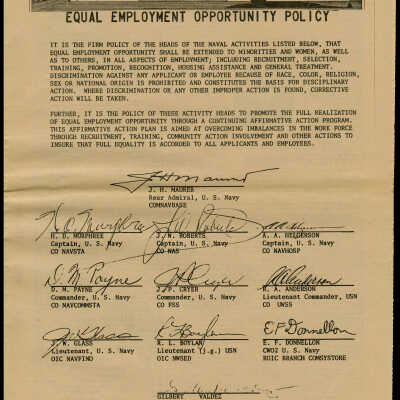 EQUAL EMPLOYMENT OPPORTUNITY POLICY
IT IS THE FIRM POLICY OF THE HEADS OF THE NAVAL ACTIVITIES LISTED BELOW, THAT
EQUAL EMPLOYMENT OPPORTUNITY SHALL BE EXTENDED TO MINORITIES AND WOMEN, AS WELL
AS TO OTHERS, IN ALL ASPECTS OF EMPLOYMENT; INCLUDING RECRUITMENT, SELECTION,
TRAINING, PROMOTION, RECOGNITION, HOUSING ASSISTANCE AND GENERAL TREATMENT.
DISCRIMINATION AGAINST ANY APPLICANT OR EMPLOYEE BECAUSE OF RACE, COLOR, RELIGION,
SEX OR NATIONAL ORIGIN IS PROHIBITED AND CONSTITUTES THE BASIS FOR DISCIPLINARY
ACTION. WHERE DISCRIMINATION OR ANY OTHER IMPROPER ACTION IS FOUND, CORRECTIVE
ACTION WILL BE TAKEN.
FURTHER, IT IS THE POLICY OF THESE ACTIVITY HEADS TO PROMOTE THE FULL REALIZATION
OF EQUAL EMPLOYMENT OPPORTUNITY THROUGH A CONTINUING AFFIRMATIVE ACTION PROGRAM.
THIS AFFIRMATIVE ACTION PLAN IS AIMED AT OVERCOMING IMBALANCES IN THE WORK FORCE
THROUGH RECRUITMENT, TRAINING, COMMUNITY ACTION INVOLVEMENT AND OTHER ACTIONS TO
INSURE THAT FULL EQUALITY IS ACCORDED TO ALL APPLICANTS AND EMPLOYEES.
J. H. MAURER
Rear Admiral, U. S. Navy
COMNAVBASE
H. D. MURPHREE J. W. ROBERTS A. A. HELGERSON
Captain, U. S. Navy Captain, U. S. Navy Captain, U. S. Navy
CO NAVSTA CO NAS CO NAVHOSP
D. M. PAYNE J. P. CRYER R. A. ANDERSON
Commander, U. S. Navy Commander, U. S. Navy Lieutenant Commander, USN
CO NAVCOMMSTA CO FSS CO UWSS
J. W. GLASS R. L. BOYLAN E. F. DONNELLON
Lieutenant, U. S. Navy Lieutenant (j.g.) USN CWO2 U. S. Navy
OIC NAVFINO OIC NWSED ROIC BRANCH COMSYSTORE
GILBERT VALDEZ